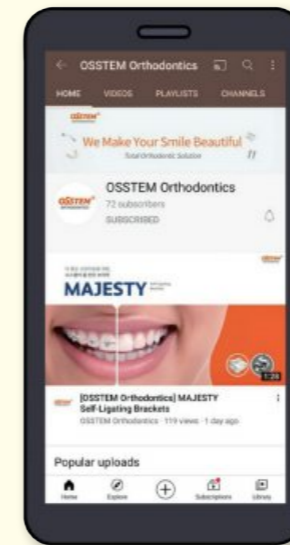 OSSTEM Orthodontics
HOME VIDEOS PLAYLISTS CHANNELS
OSSTEM
We Make Your Smile Beautiful
Total Orthodontic Solution
OSSTEM
ORTHODONTICS
OSSTEM Orthodontics
72 subscribers
SUBSCRIBED
MAJESTY
1:20
[OSSTEM Orthodontics] MAJESTY
Self-Ligating Brackets
OSSTEM Orthodontics · 119 views · 1 day ago
Popular uploads
Home Explore Subscriptions Library